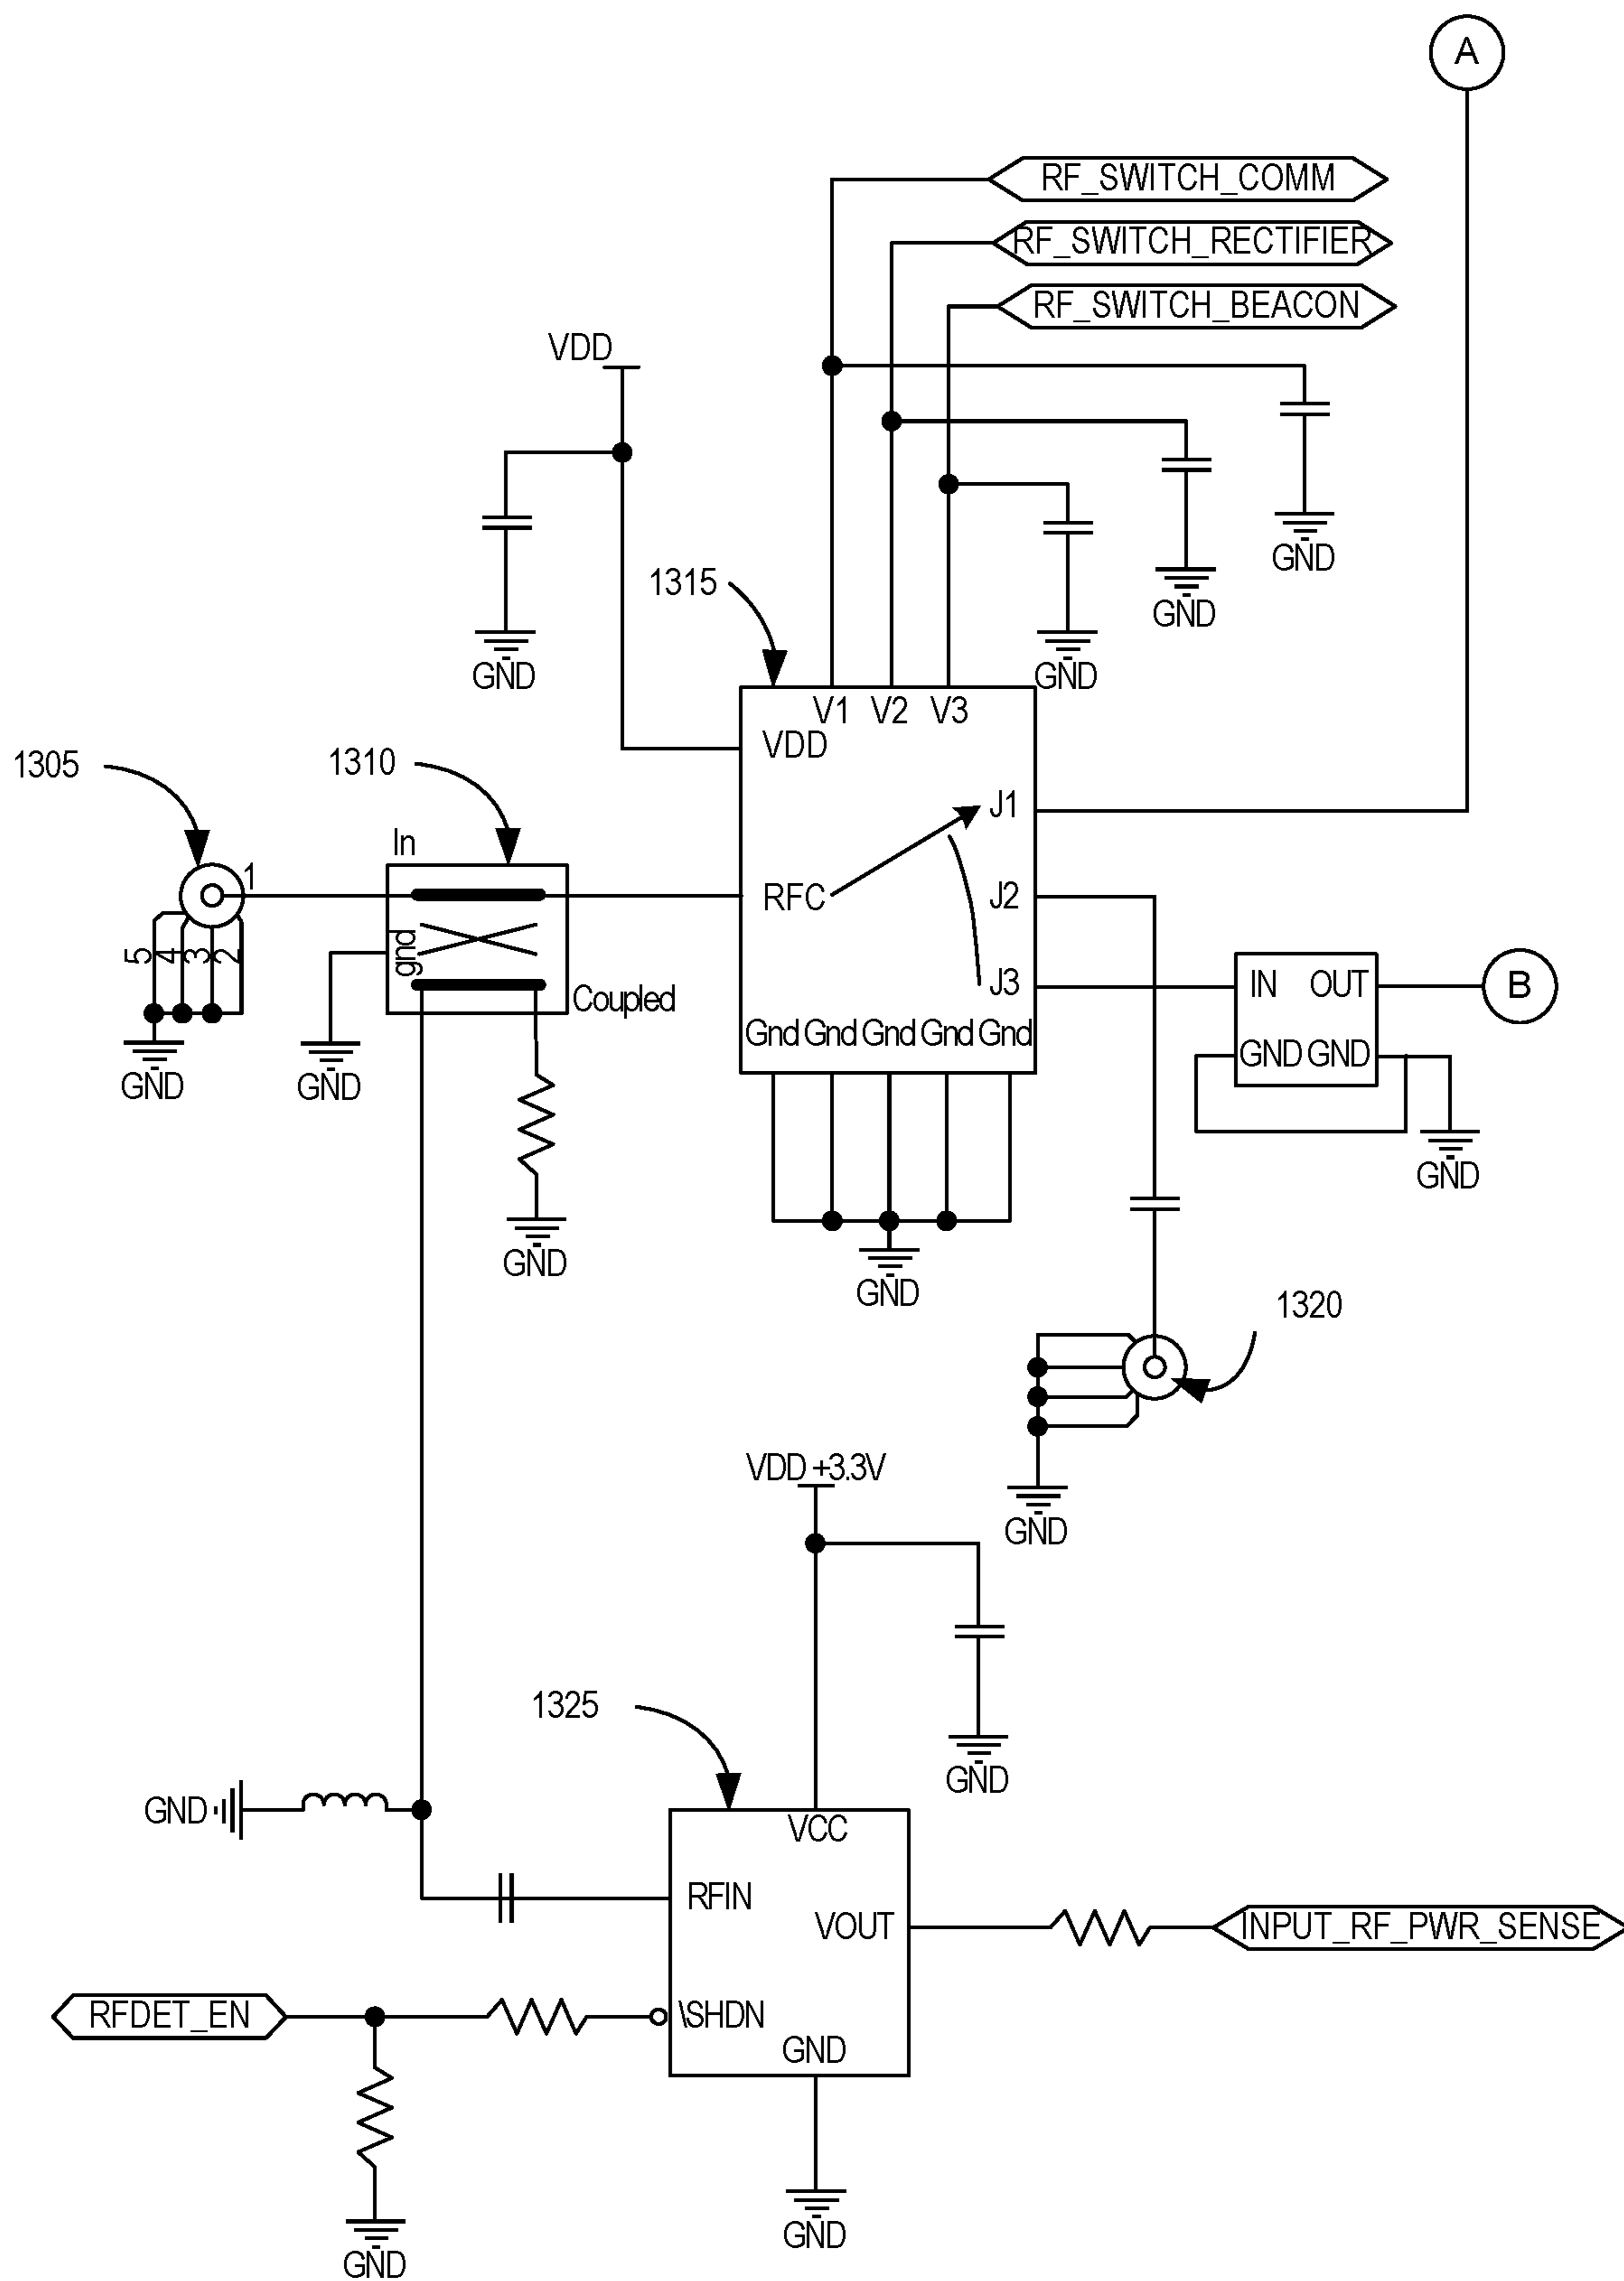 A
RF_SWITCH_COMM
RF_SWITCH_RECTIFIER
RF_SWITCH_BEACON
VDD
GND
1315
GND
GND
GND
V1 V2 V3
VDD
1305
1310
In
1
J1
RFC
J2
5 4 3 2
gnd
Coupled
J3
IN OUT
B
Gnd Gnd Gnd Gnd Gnd
GND GND
GND
GND
GND
GND
GND
1320
VDD +3.3V
GND
1325
GND
GND
VCC
RFIN
VOUT
INPUT_RF_PWR_SENSE
RFDET_EN
\SHDN
GND
GND
GND